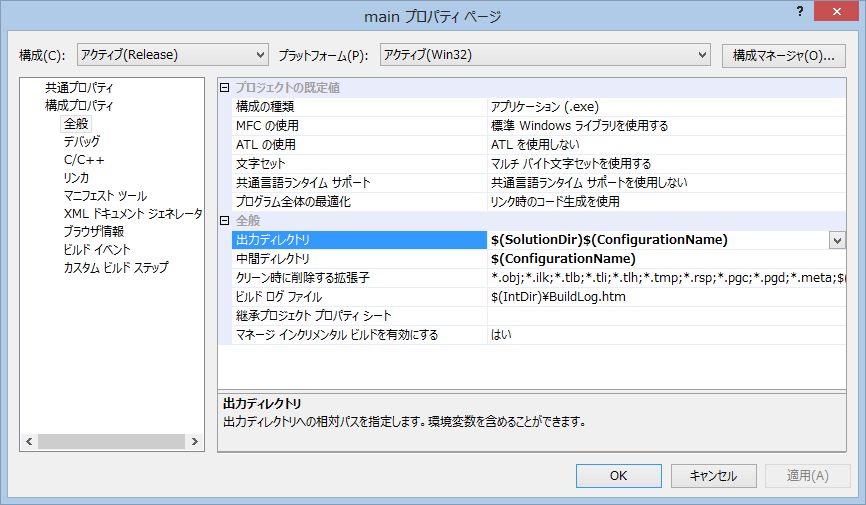 main プロパティ ページ
?
構成(C): アクティブ(Release) プラットフォーム(P): アクティブ(Win32) 構成マネージャ(O)...
共通プロパティ
構成プロパティ
全般
デバッグ
C/C++
リンカ
マニフェスト ツール
XML ドキュメント ジェネレータ
ブラウザ情報
ビルド イベント
カスタム ビルド ステップ
プロジェクトの既定値
構成の種類 アプリケーション (.exe)
MFC の使用 標準 Windows ライブラリを使用する
ATL の使用 ATL を使用しない
文字セット マルチ バイト文字セットを使用する
共通言語ランタイム サポート 共通言語ランタイム サポートを使用しない
プログラム全体の最適化 リンク時のコード生成を使用
全般
出力ディレクトリ $(SolutionDir)$(ConfigurationName)
中間ディレクトリ $(ConfigurationName)
クリーン時に削除する拡張子 *.obj;*.ilk;*.tlb;*.tli;*.tlh;*.tmp;*.rsp;*.pgc;*.pgd;*.meta;$(
ビルド ログ ファイル $(IntDir)¥BuildLog.htm
継承プロジェクト プロパティ シート
マネージ インクリメンタル ビルドを有効にする はい
出力ディレクトリ
出力ディレクトリへの相対パスを指定します。環境変数を含めることができます。
OK キャンセル 適用(A)